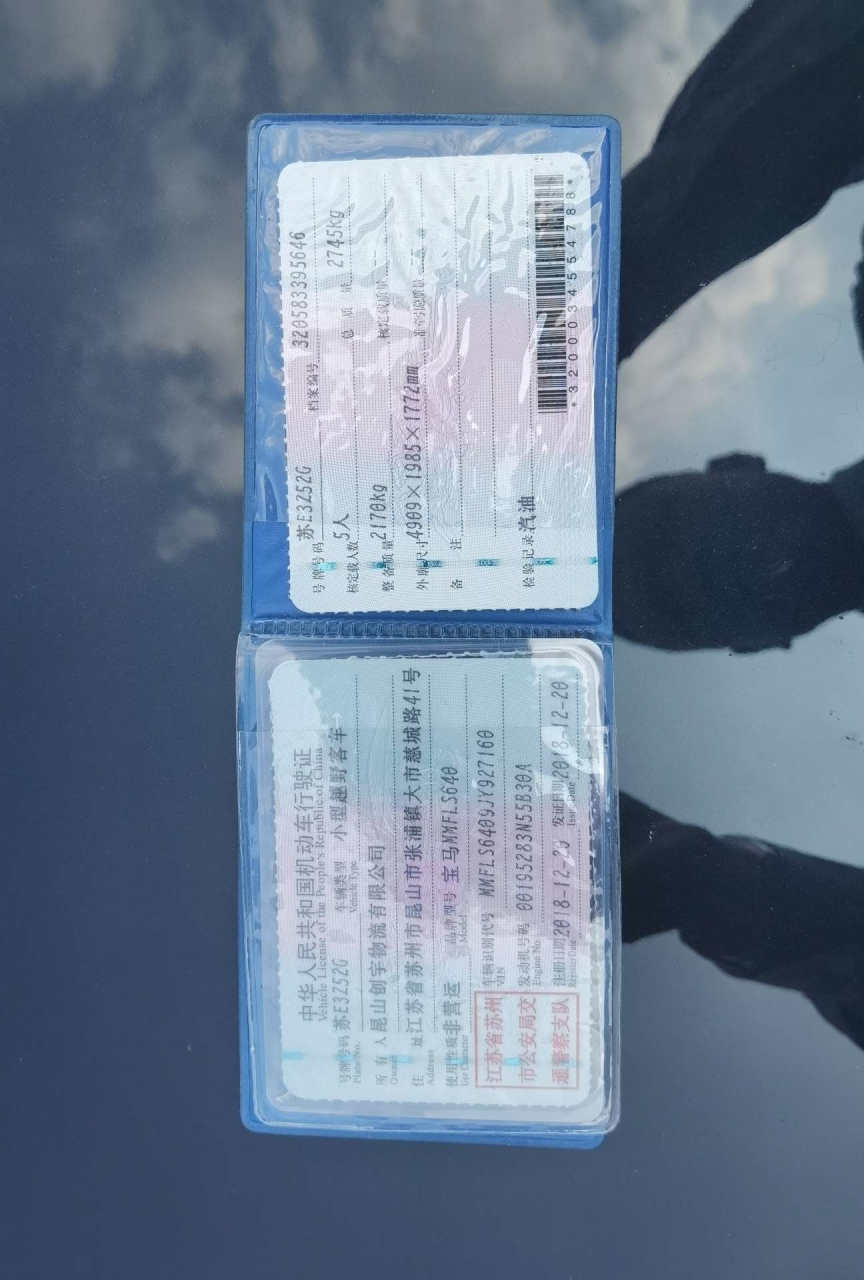 中华人民共和国机动车行驶证
Vehicle License of the People's Republic of China
号牌号码 苏E3Z52G 车辆类型 小型越野客车
Plate No. Vehicle Type
所有人 昆山创宇物流有限公司
Owner
住址 江苏省苏州市昆山市张浦镇大市慈城路41号
Address
使用性质 非营运 品牌型号 宝马MMFLS640
Use Character Model
江苏省苏州
市公安局交
通警察支队
车辆识别代号 MMFLS6409JY927160
VIN
发动机号码 00195283N55B30A
Engine No.
注册日期 2018-12-20 发证日期 2018-12-20
Register Date Issue Date
号牌号码 苏E3Z52G 档案编号 320583395646
核定载人数 5人 总质量 2745kg
整备质量 2170kg 核定载质量 --
外廓尺寸 4909×1985×1772mm 准牵引总质量 --
备注
检验记录 汽油
*3200034554788*